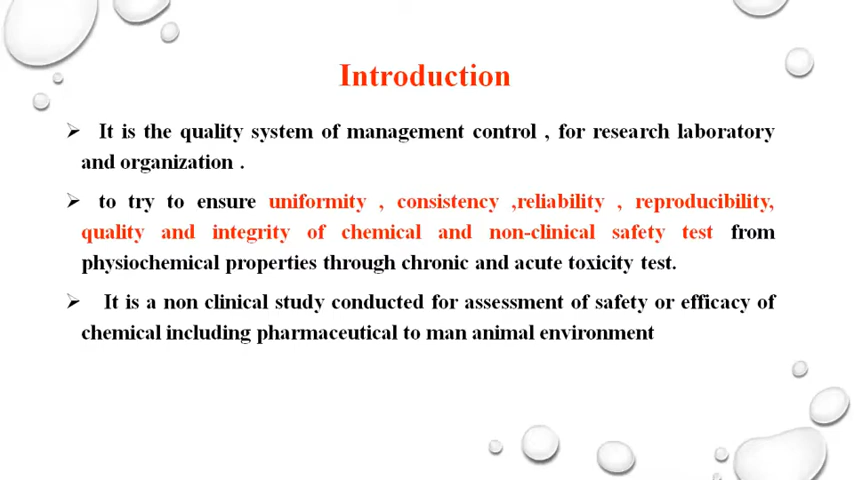 Introduction
➢ It is the quality system of management control , for research laboratory
and organization .
➢ to try to ensure uniformity , consistency ,reliability , reproducibility,
quality and integrity of chemical and non-clinical safety test from
physiochemical properties through chronic and acute toxicity test.
➢ It is a non clinical study conducted for assessment of safety or efficacy of
chemical including pharmaceutical to man animal environment